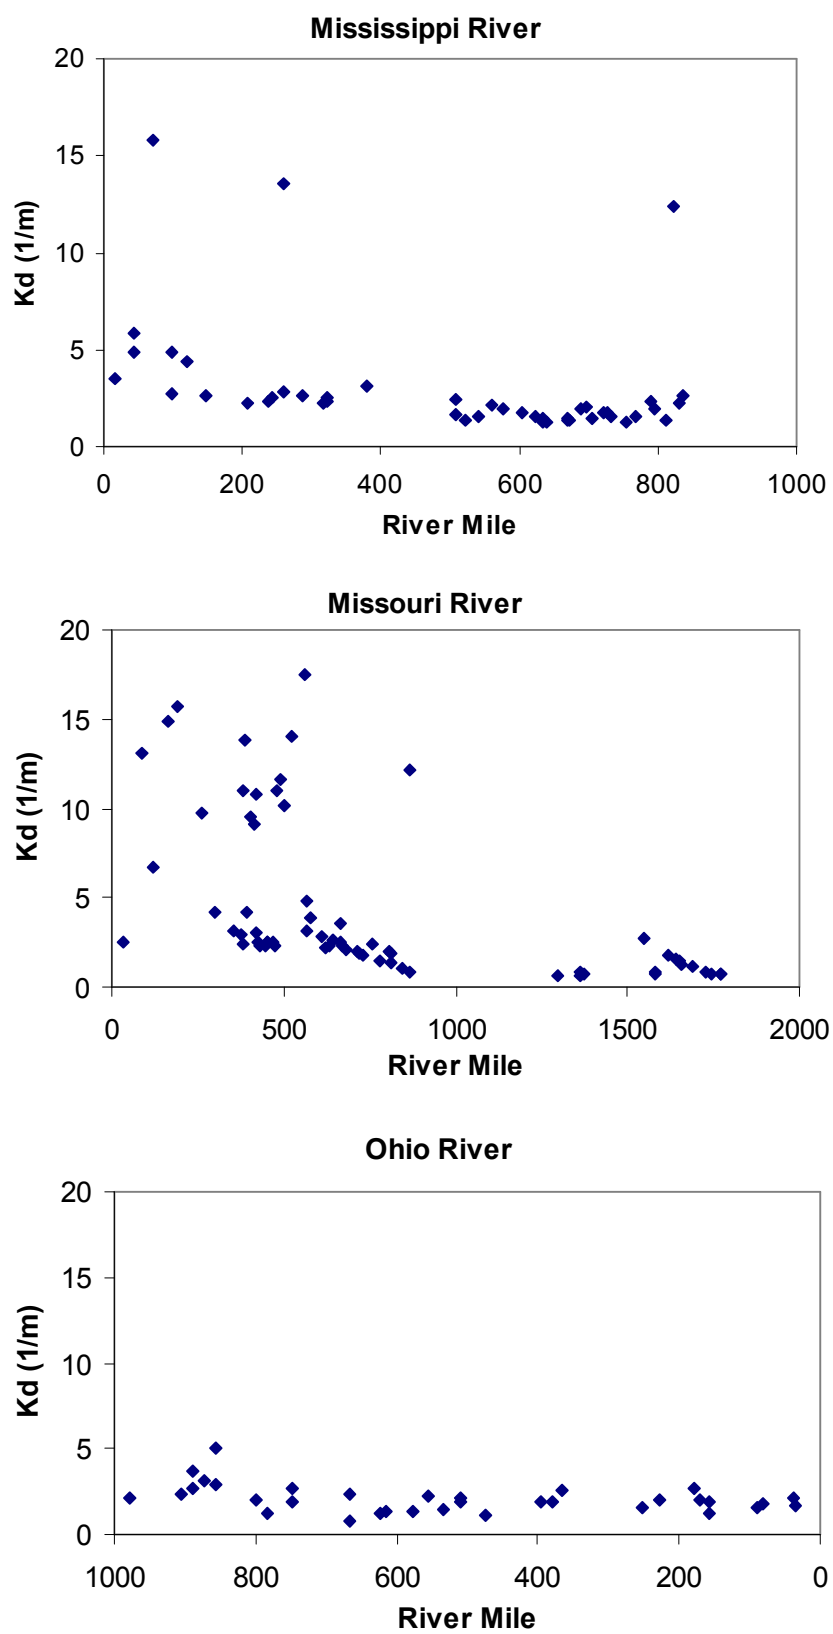 Mississippi River
20
15
10
5
0
Kd (1/m)
0 200 400 600 800 1000
River Mile
Missouri River
20
15
10
5
0
Kd (1/m)
0 500 1000 1500 2000
River Mile
Ohio River
20
15
10
5
0
Kd (1/m)
1000 800 600 400 200 0
River Mile